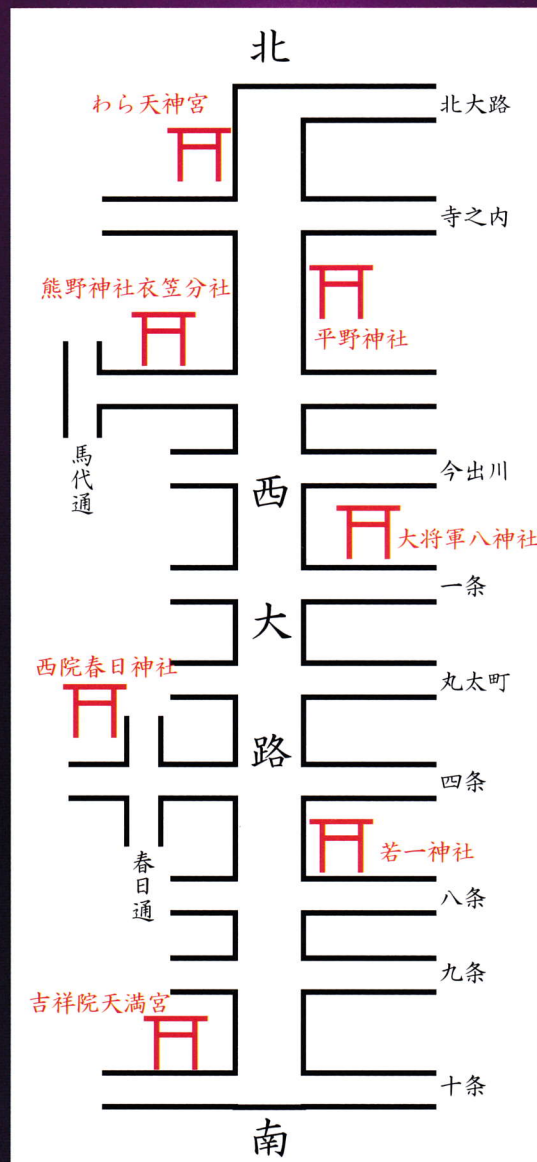 北
わら天神宮
北大路
寺之内
熊野神社衣笠分社
平野神社
馬代通
今出川
西大路
大将軍八神社
一条
西院春日神社
丸太町
四条
春日通
若一神社
八条
九条
吉祥院天満宮
十条
南